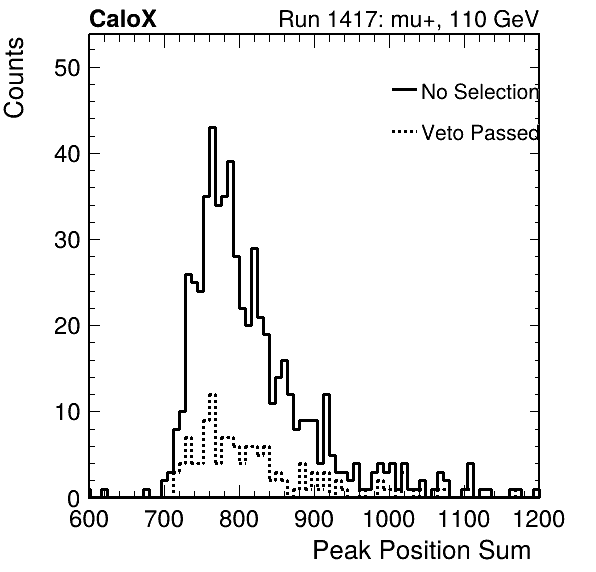 CaloX Run 1417: mu+, 110 GeV
Counts
50
40
30
20
10
0
No Selection
Veto Passed
600 700 800 900 1000 1100 1200
Peak Position Sum